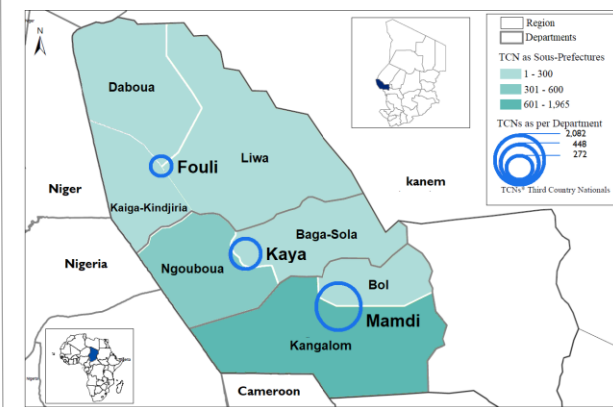 N
Region
Departments
TCN as Sous-Prefectures
1 - 300
301 - 600
601 - 1,965
TCNs as per Department
2,082
448
272
TCNs* Third Country Nationals
Daboua
Fouli
Liwa
kanem
Niger
Kaiga-Kindjiria
Baga-Sola
Kaya
Nigeria
Ngouboua
Bol
Mamdi
Kangalom
Cameroon